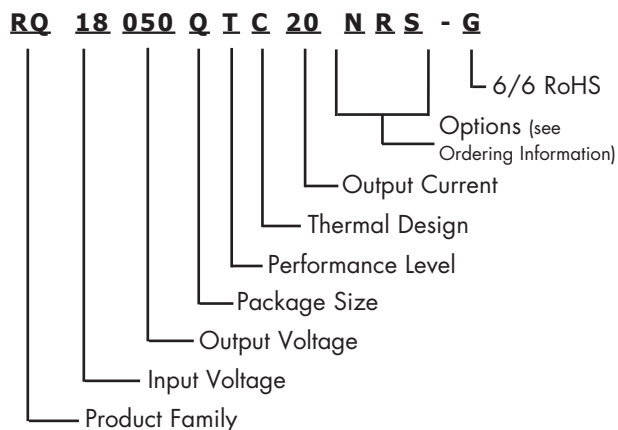 RQ 18 050 Q T C 20 N R S - G
6/6 RoHS
Options (see
Ordering Information)
Output Current
Thermal Design
Performance Level
Package Size
Output Voltage
Input Voltage
Product Family